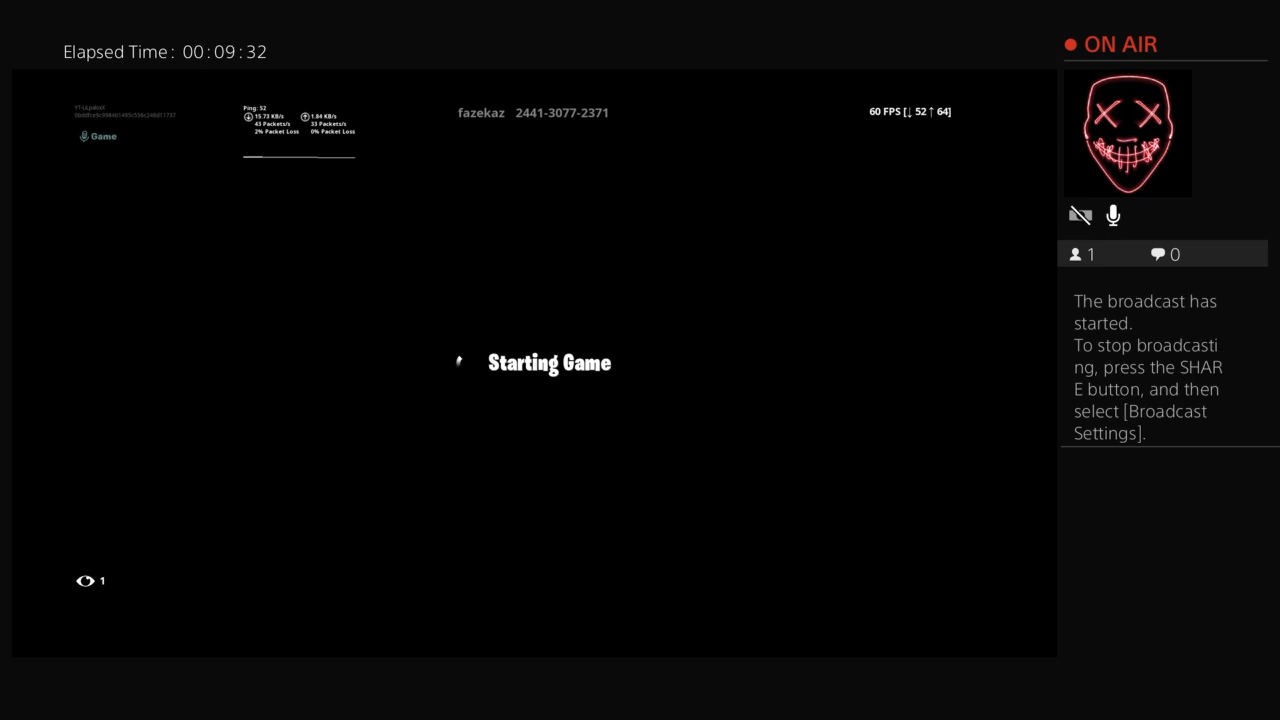 Elapsed Time: 00:09:32
ON AIR
Ping: 52
15.73 KB/s
1.84 KB/s
43 Packets/s
33 Packets/s
2% Packet Loss
0% Packet Loss
fazekaz 2441-3077-2371
60 FPS [↓ 52 ↑ 64]
Game
1
0
The broadcast has
started.
To stop broadcasti
ng, press the SHAR
E button, and then
select [Broadcast
Settings].
Starting Game
1